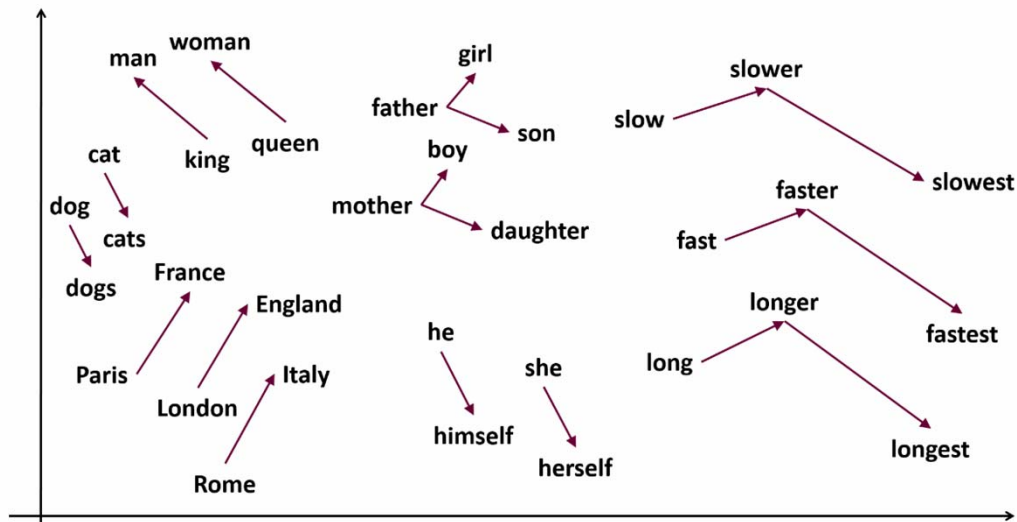 man
woman
king
queen
cat
cats
dog
dogs
France
Paris
England
London
Italy
Rome
girl
father
son
boy
mother
daughter
he
himself
she
herself
slower
slow
slowest
faster
fast
fastest
longer
long
longest